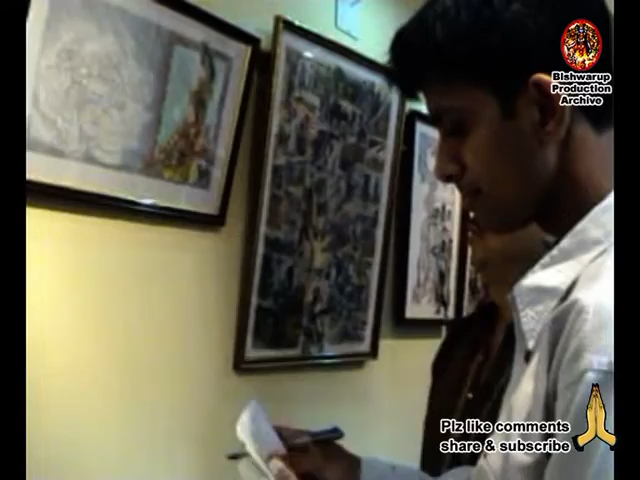 Bishwarup
Production
Archive
Plz like comments
share & subscribe